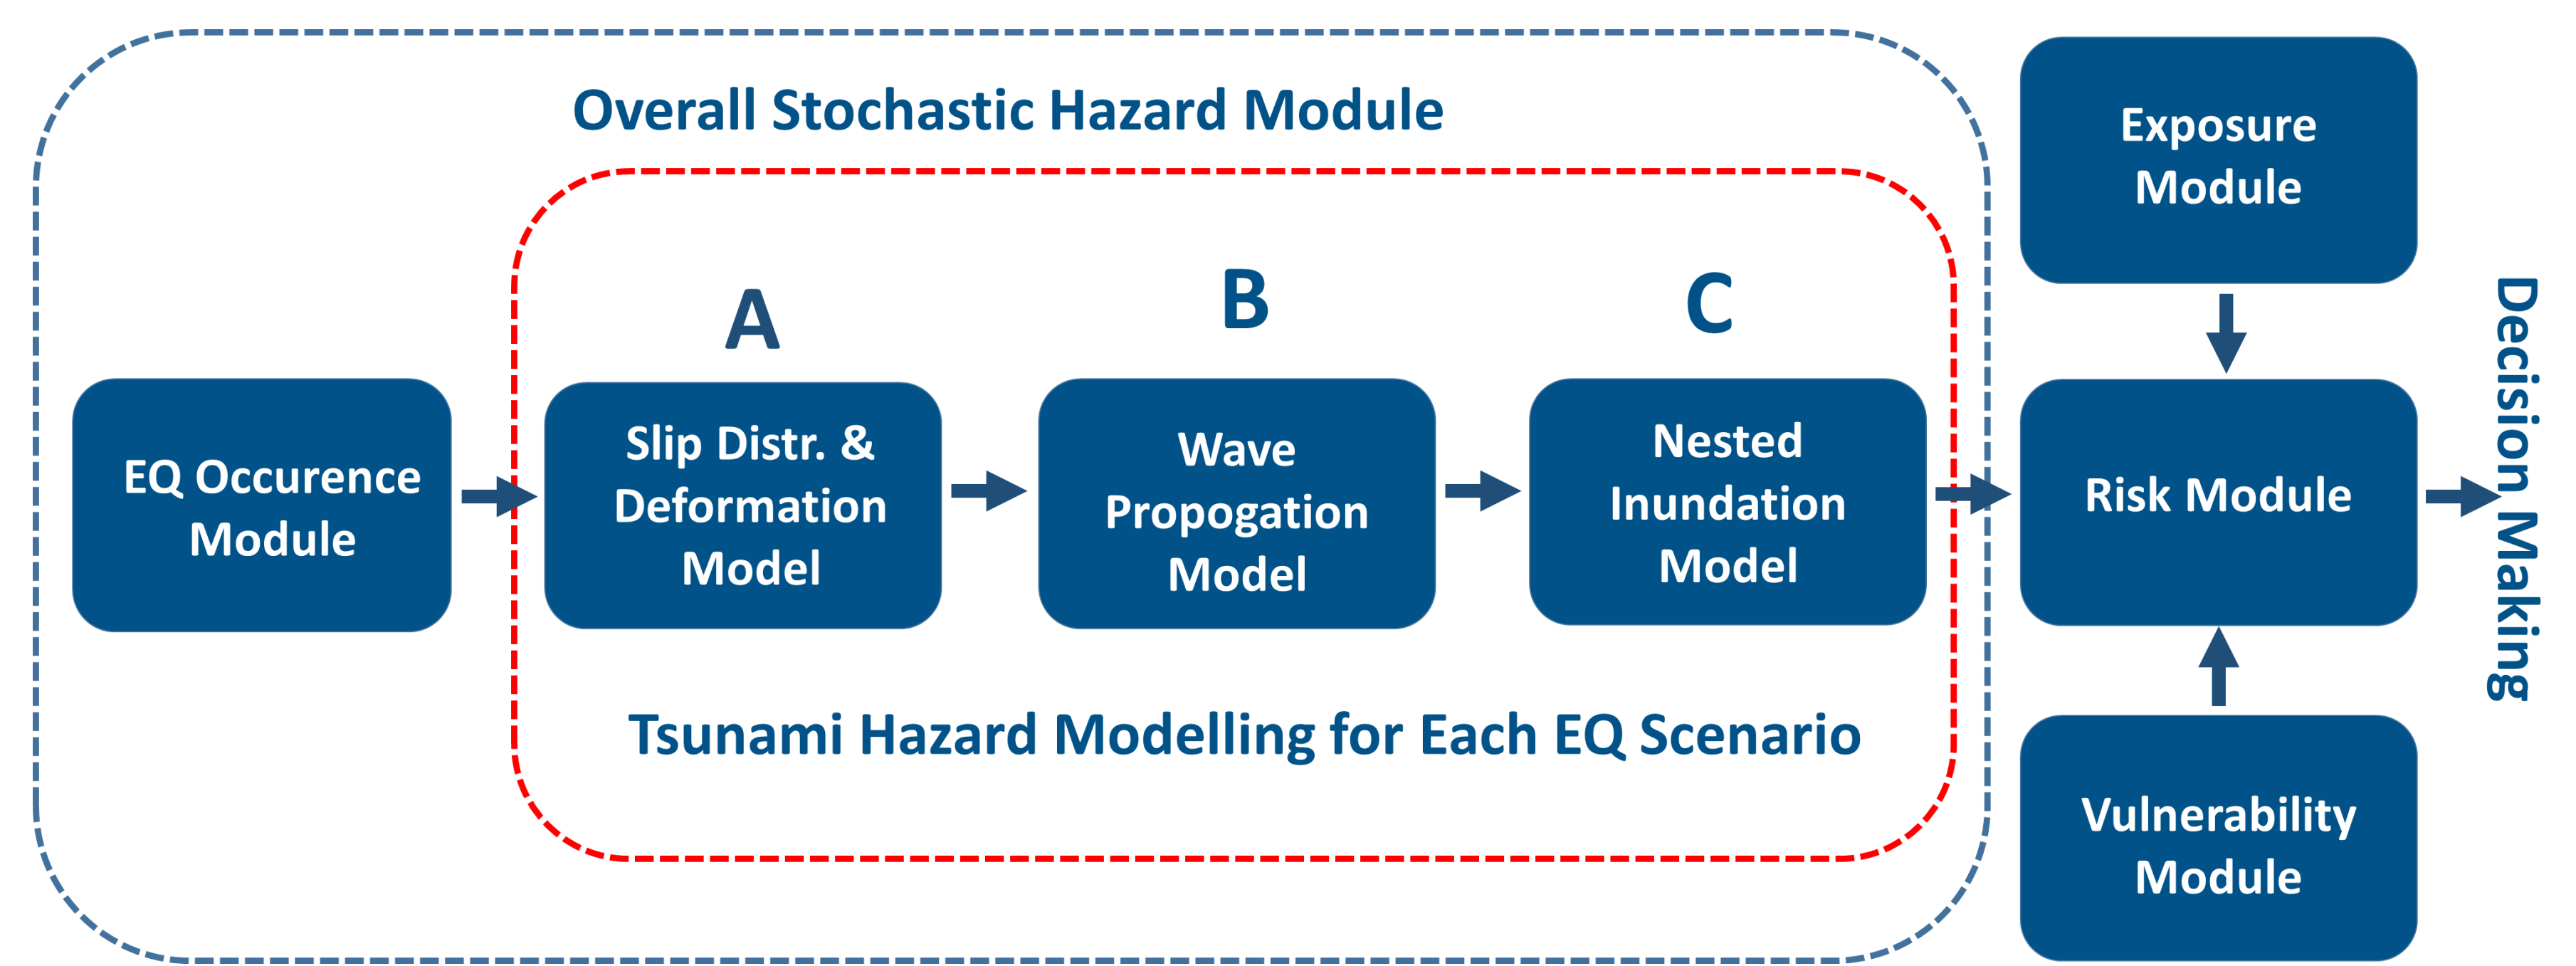 Overall Stochastic Hazard Module
EQ Occurence
Module
A
Slip Distr. &
Deformation
Model
B
Wave
Propogation
Model
C
Nested
Inundation
Model
Tsunami Hazard Modelling for Each EQ Scenario
Exposure
Module
Risk Module
Vulnerability
Module
Decision Making